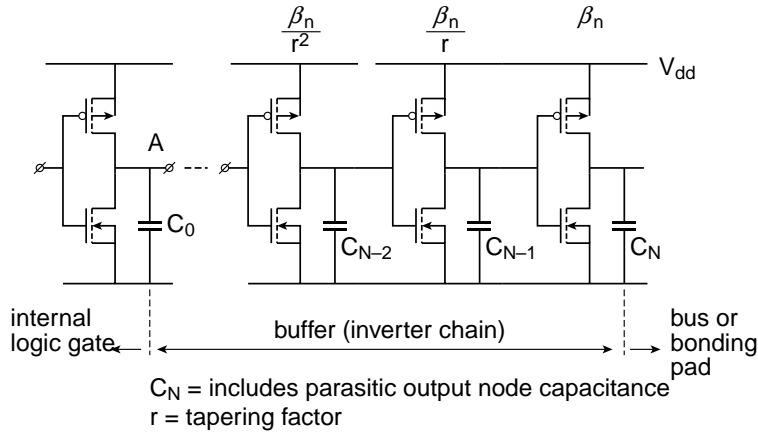 βn/r² βn/r βn
Vdd
A
C0 CN–2 CN–1 CN
internal logic gate
buffer (inverter chain)
bus or bonding pad
CN = includes parasitic output node capacitance
r = tapering factor